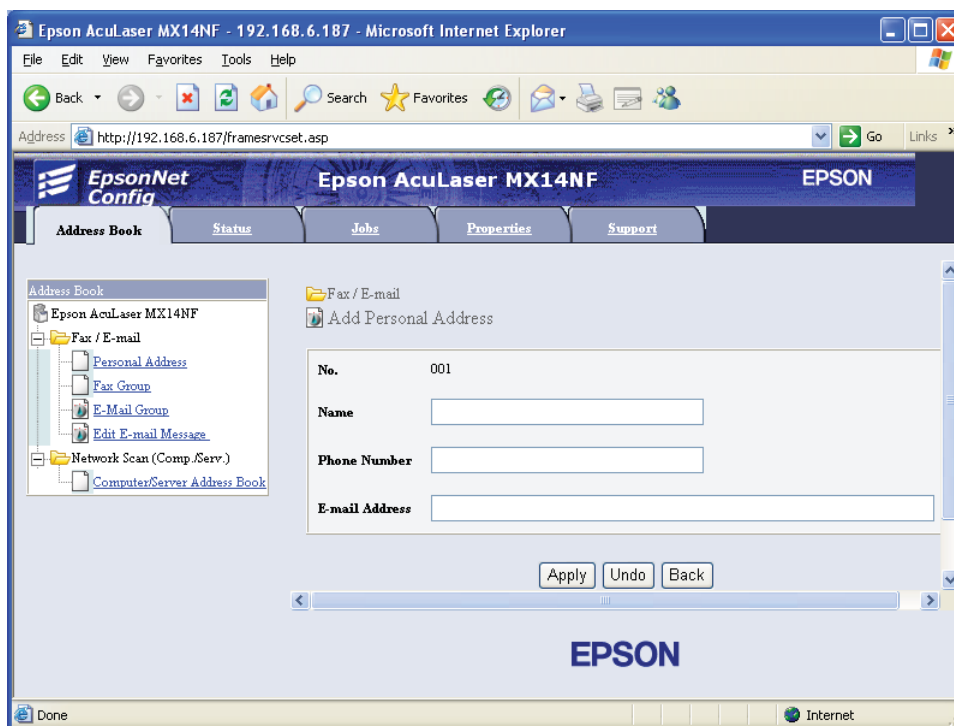 Epson AcuLaser MX14NF - 192.168.6.187 - Microsoft Internet Explorer
File Edit View Favorites Tools Help
Back Search Favorites
Address http://192.168.6.187/framesrvcset.asp Go Links »
EpsonNet
Config
Epson AcuLaser MX14NF
EPSON
Address Book Status Jobs Properties Support
Address Book
Epson AcuLaser MX14NF
Fax / E-mail
Personal Address
Fax Group
E-Mail Group
Edit E-mail Message
Network Scan (Comp./Serv.)
Computer/Server Address Book
Fax / E-mail
Add Personal Address
No. 001
Name
Phone Number
E-mail Address
Apply Undo Back
EPSON
Done Internet